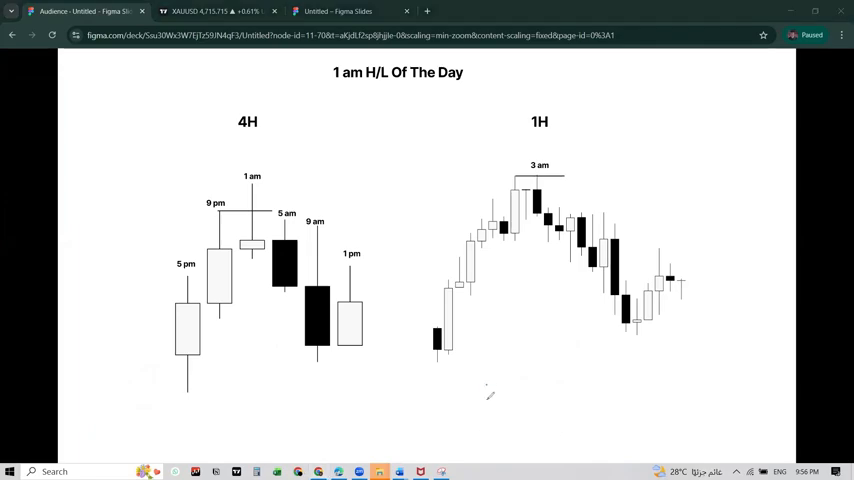 Audience - Untitled - Figma Slid
XAUUSD 4,715.715 ▲ +0.61%
Untitled – Figma Slides
figma.com/deck/Ssu30Wx3W7EjTz59JN4qF3/Untitled?node-id=11-70&t=aKjdLf2sp8jhjjle-0&scaling=min-zoom&content-scaling=fixed&page-id=0%3A1
Paused
1 am H/L Of The Day
4H
1H
3 am
1 am
9 pm
5 am
9 am
1 pm
5 pm
Search
28°C غائم جزئيًا
ENG
9:56 PM